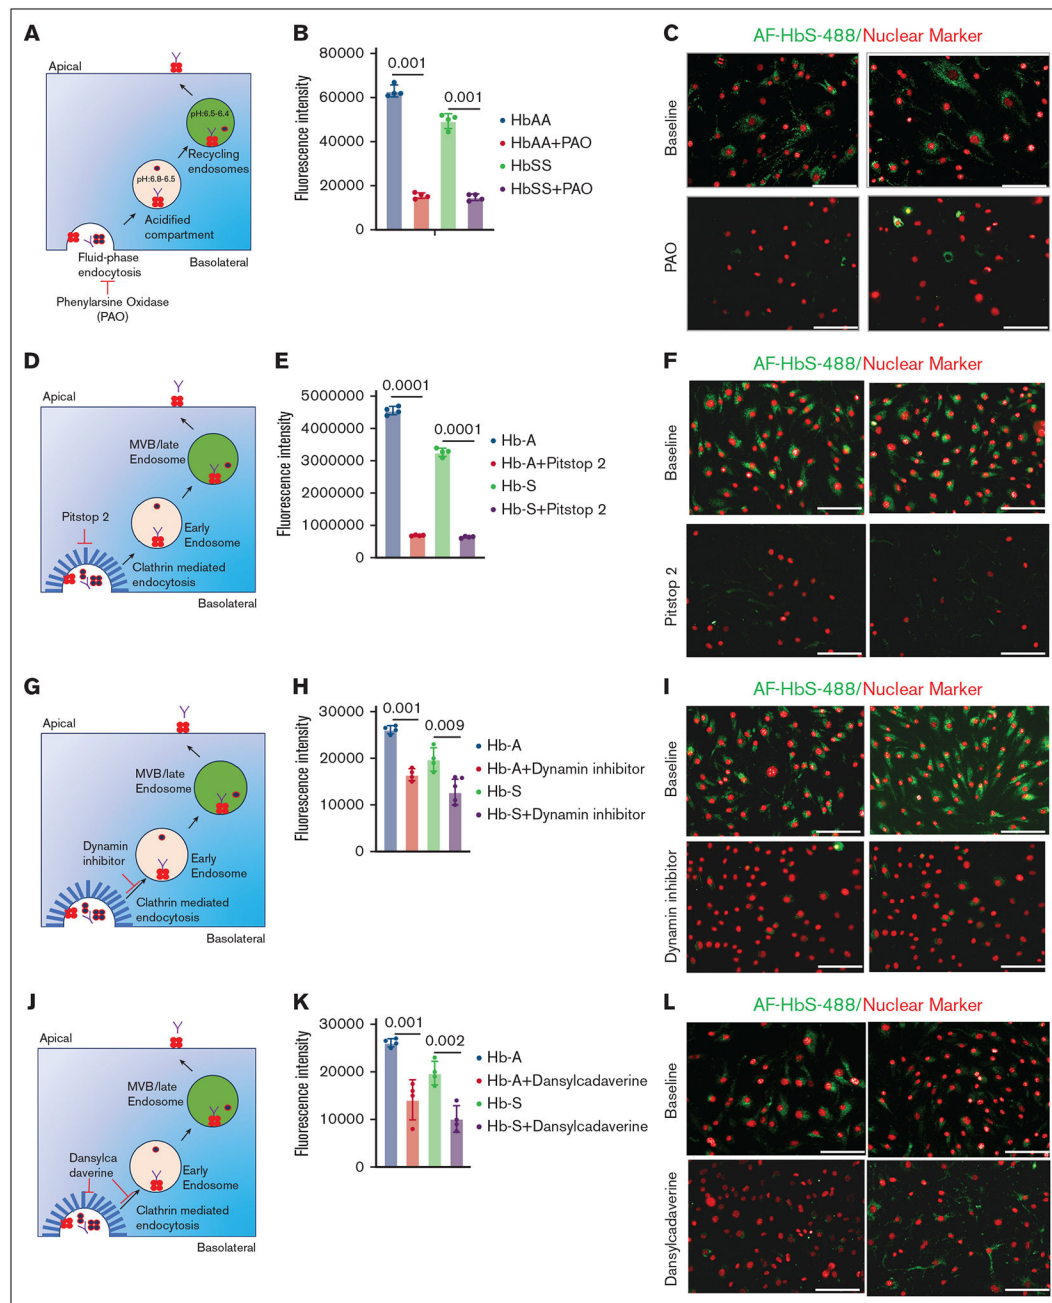 A
Apical
pH:6.5-6.4
Recycling
endosomes
pH:6.8-6.5
Acidified
compartment
Fluid-phase
endocytosis
Basolateral
Phenylarsine Oxidase
(PAO)
B
Fluorescence intensity
80000
60000
40000
20000
0
0.001
0.001
HbAA
HbAA+PAO
HbSS
HbSS+PAO
C
AF-HbS-488/Nuclear Marker
Baseline
PAO
D
Apical
MVB/late
Endosome
Pitstop 2
Early
Endosome
Clathrin mediated
endocytosis
Basolateral
E
Fluorescence intensity
5000000
4000000
3000000
2000000
1000000
0
0.0001
0.0001
Hb-A
Hb-A+Pitstop 2
Hb-S
Hb-S+Pitstop 2
F
AF-HbS-488/Nuclear Marker
Baseline
Pitstop 2
G
Apical
MVB/late
Endosome
Dynamin
inhibitor
Early
Endosome
Clathrin mediated
endocytosis
Basolateral
H
Fluorescence intensity
30000
20000
10000
0
0.001
0.009
Hb-A
Hb-A+Dynamin inhibitor
Hb-S
Hb-S+Dynamin inhibitor
I
AF-HbS-488/Nuclear Marker
Baseline
Dynamin inhibitor
J
Apical
MVB/late
Endosome
Dansylca
daverine
Early
Endosome
Clathrin mediated
endocytosis
Basolateral
K
Fluorescence intensity
30000
20000
10000
0
0.001
0.002
Hb-A
Hb-A+Dansylcadaverine
Hb-S
Hb-S+Dansylcadaverine
L
AF-HbS-488/Nuclear Marker
Baseline
Dansylcadaverine